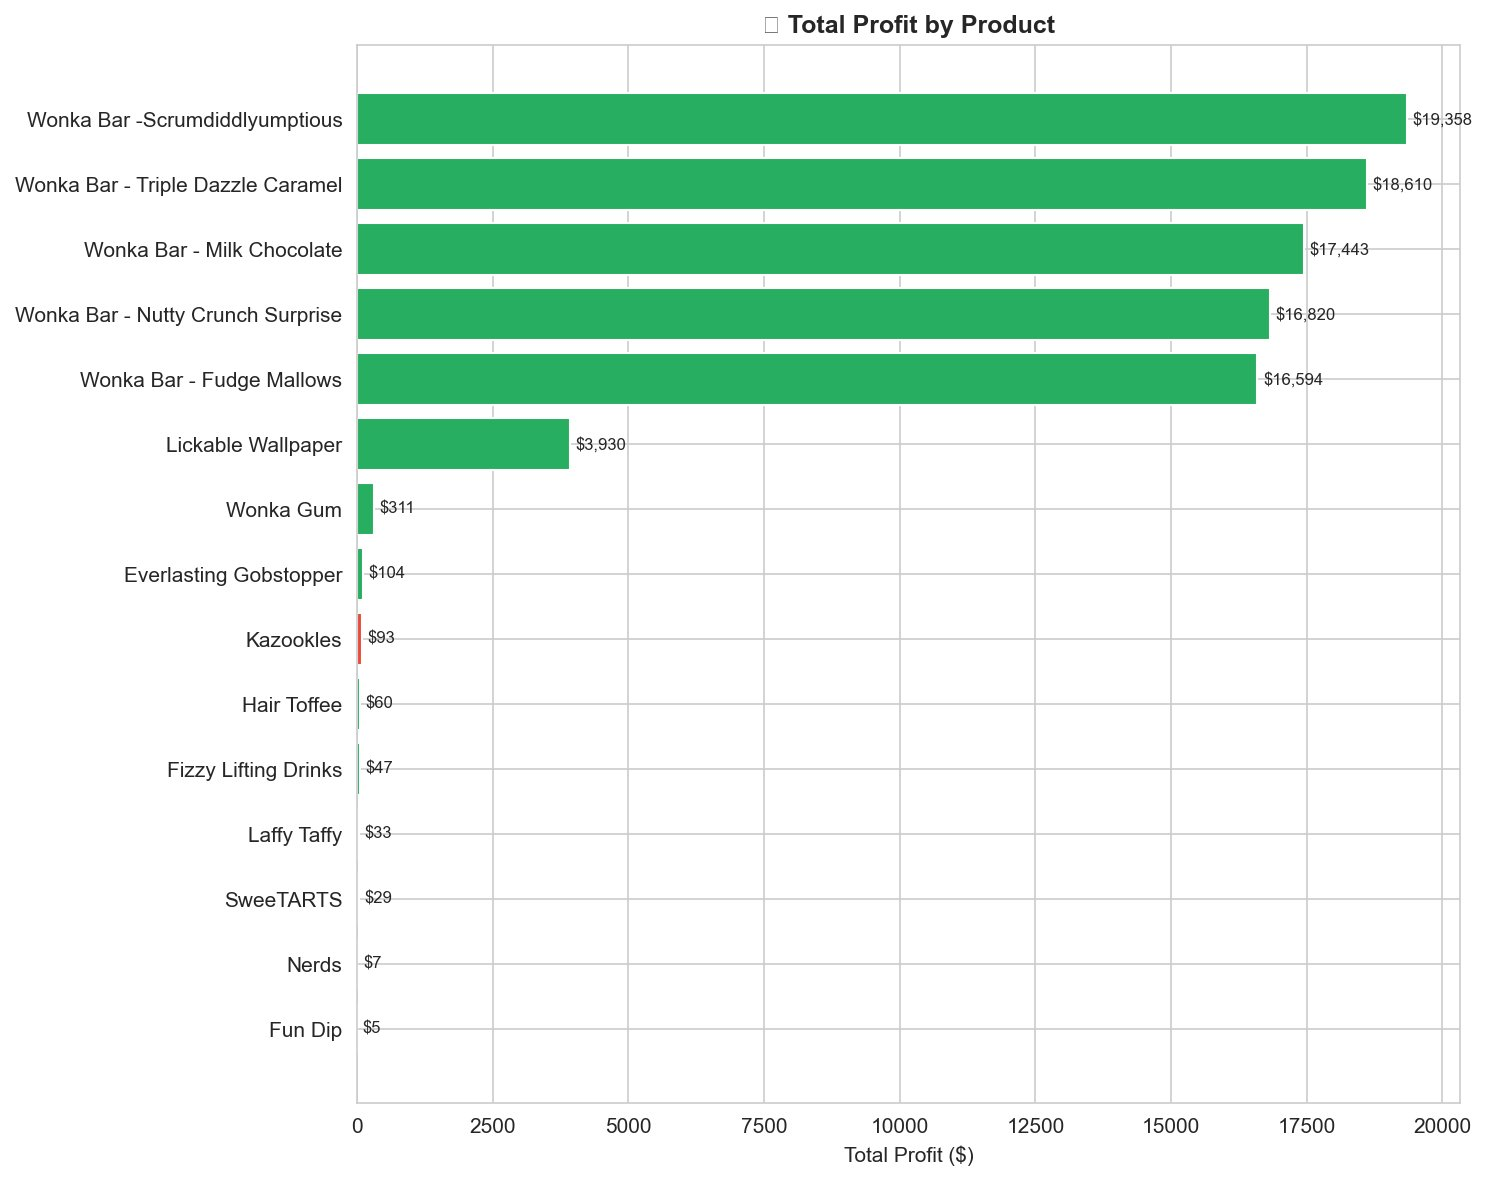 Total Profit by Product
Wonka Bar -Scrumdiddlyumptious $19,358
Wonka Bar - Triple Dazzle Caramel $18,610
Wonka Bar - Milk Chocolate $17,443
Wonka Bar - Nutty Crunch Surprise $16,820
Wonka Bar - Fudge Mallows $16,594
Lickable Wallpaper $3,930
Wonka Gum $311
Everlasting Gobstopper $104
Kazookles $93
Hair Toffee $60
Fizzy Lifting Drinks $47
Laffy Taffy $33
SweeTARTS $29
Nerds $7
Fun Dip $5
0 2500 5000 7500 10000 12500 15000 17500 20000
Total Profit ($)